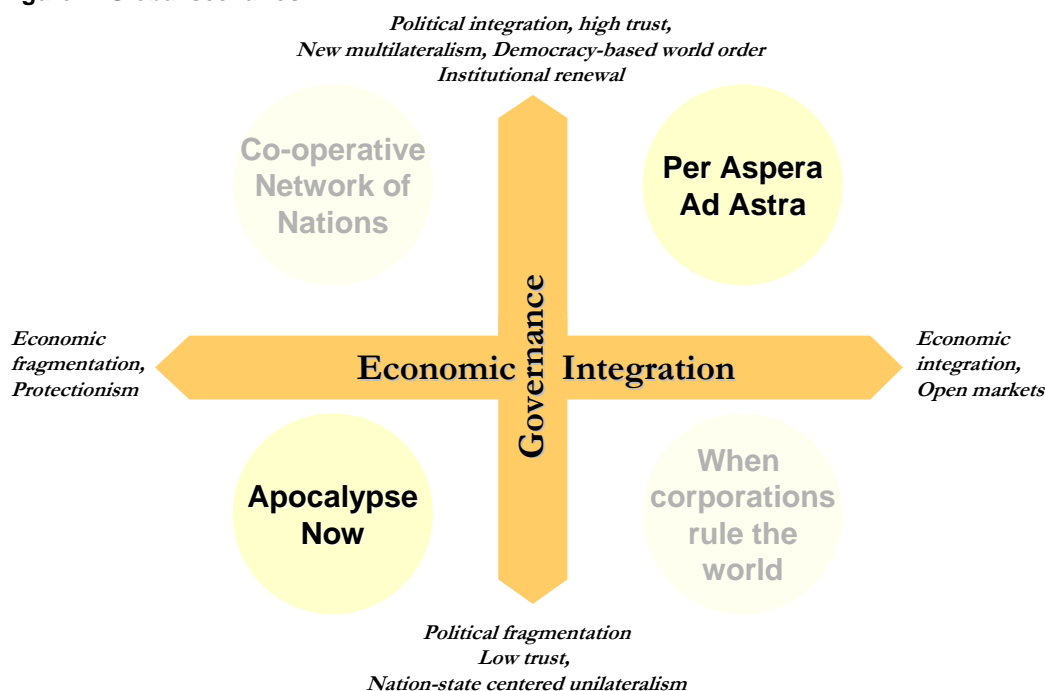 Political integration, high trust,
New multilateralism, Democracy-based world order
Institutional renewal
Co-operative
Network of
Nations
Per Aspera
Ad Astra
Economic
fragmentation,
Protectionism
Economic Integration
Governance
Economic
integration,
Open markets
Apocalypse
Now
When
corporations
rule the
world
Political fragmentation
Low trust,
Nation-state centered unilateralism